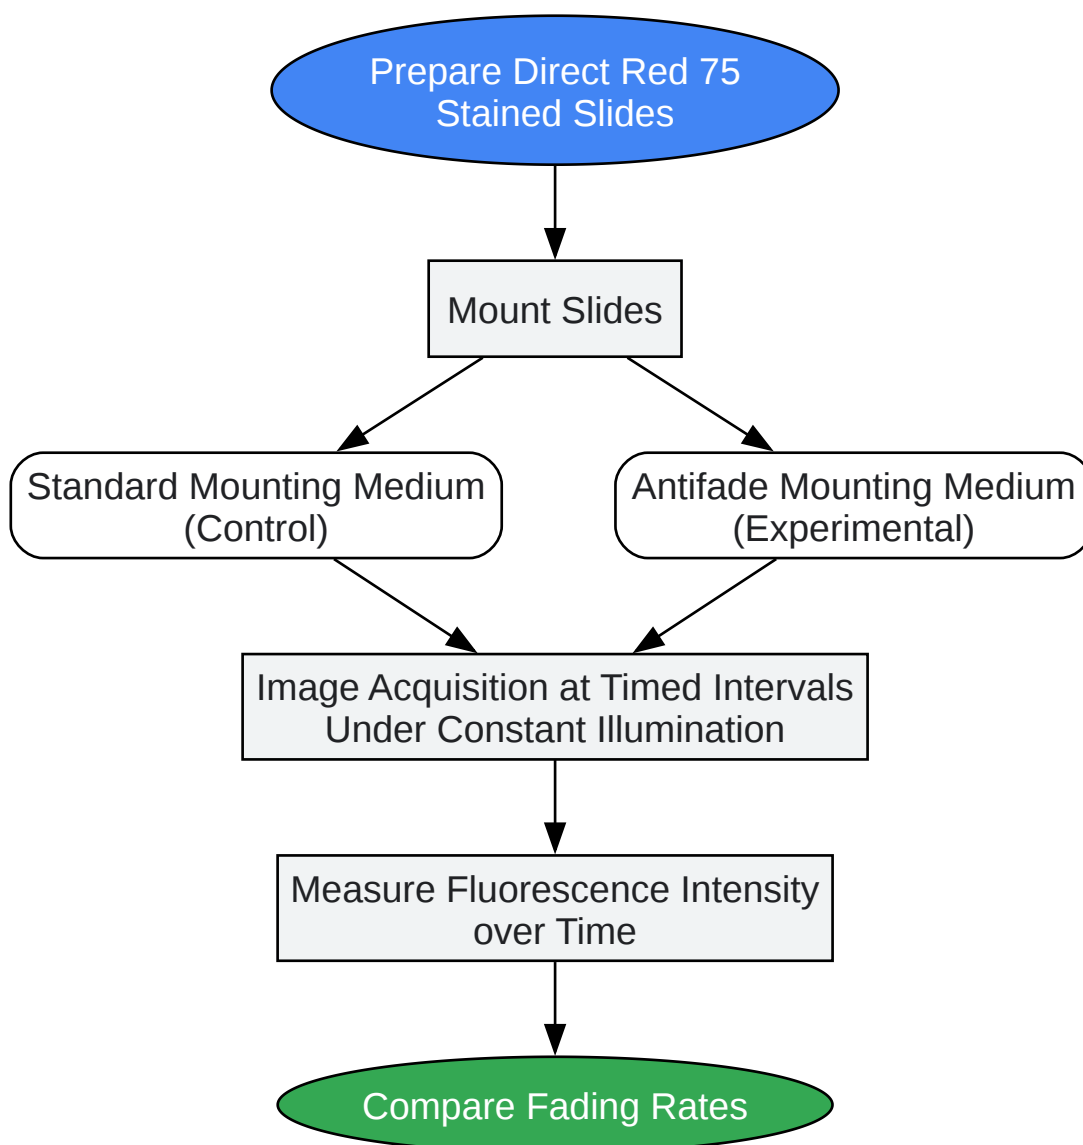 Prepare Direct Red 75
Stained Slides
Mount Slides
Standard Mounting Medium
(Control)
Antifade Mounting Medium
(Experimental)
Image Acquisition at Timed Intervals
Under Constant Illumination
Measure Fluorescence Intensity
over Time
Compare Fading Rates